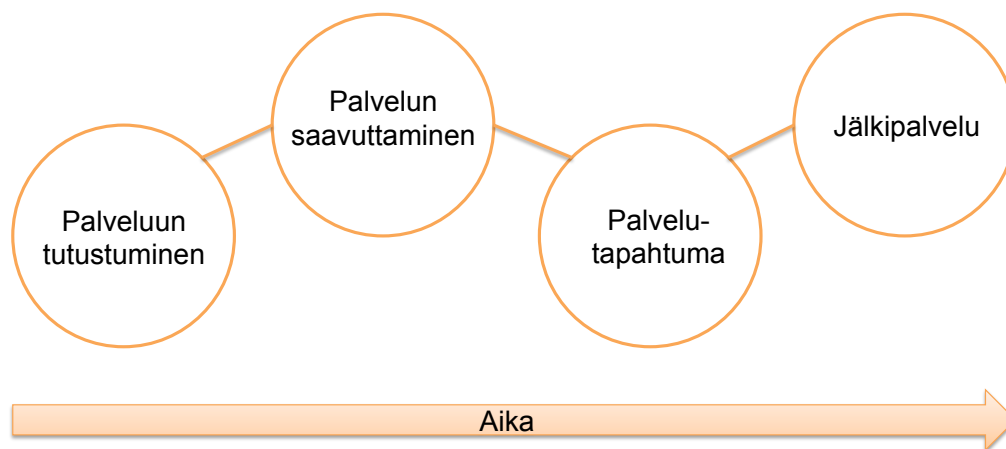 Palveluun
tutustuminen
Palvelun
saavuttaminen
Palvelu-
tapahtuma
Jälkipalvelu
Aika